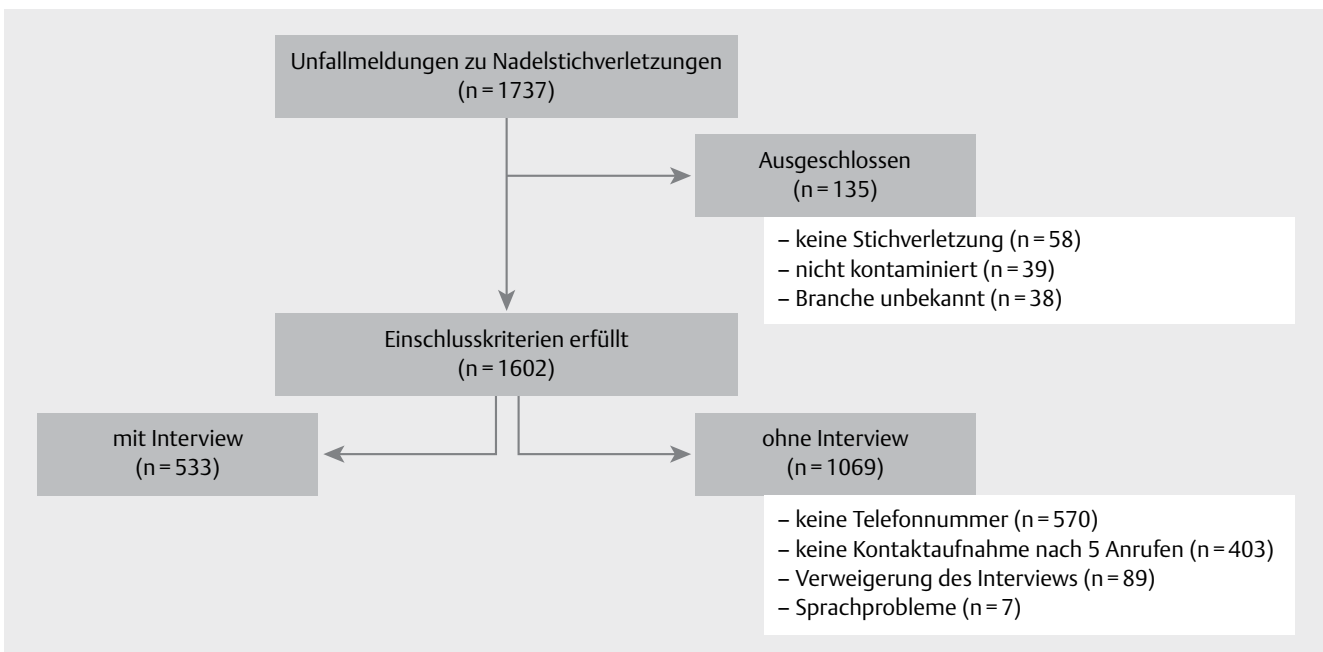 Unfallmeldungen zu Nadelstichverletzungen
(n = 1737)
Ausgeschlossen
(n = 135)
– keine Stichverletzung (n = 58)
– nicht kontaminiert (n = 39)
– Branche unbekannt (n = 38)
Einschlusskriterien erfüllt
(n = 1602)
mit Interview
(n = 533)
ohne Interview
(n = 1069)
– keine Telefonnummer (n = 570)
– keine Kontaktaufnahme nach 5 Anrufen (n = 403)
– Verweigerung des Interviews (n = 89)
– Sprachprobleme (n = 7)